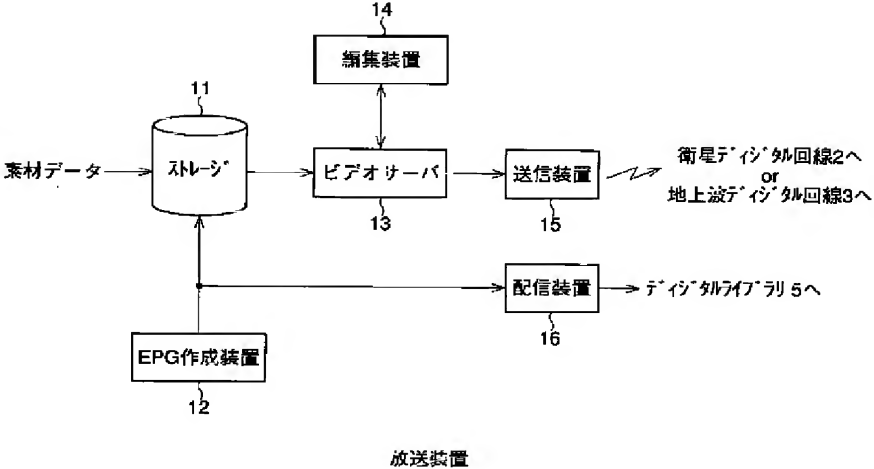 14
編集装置
11
素材データ
ストレージ
ビデオサーバ
送信装置
衛星ディジタル回線2へ
or
地上波ディジタル回線3へ
13
15
配信装置
ディジタルライブラリ5へ
16
EPG作成装置
12
放送装置